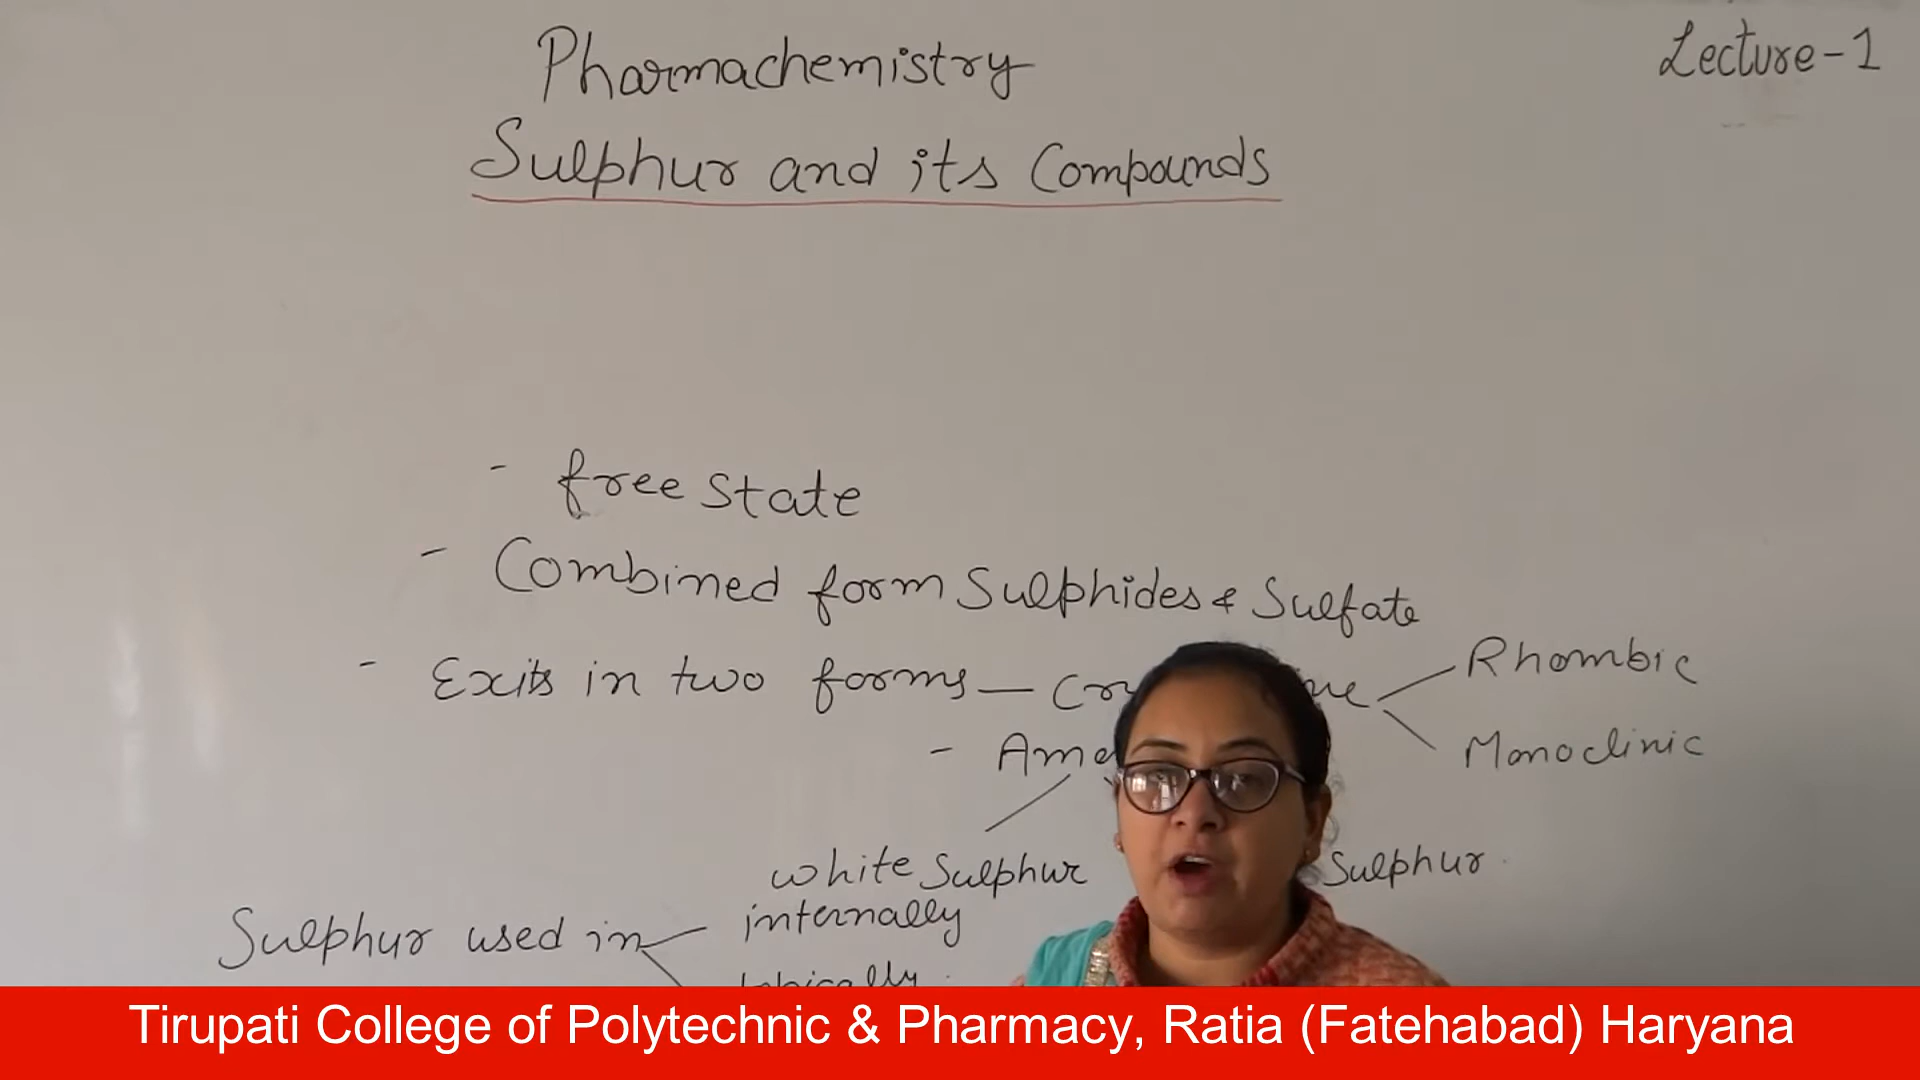 Lecture-1
Pharmachemistry
Sulphur and its Compounds
- free state
- Combined form Sulphides & Sulfate
- Exits in two forms —
Rhombic
Monoclinic
-
white Sulphur
Sulphur
Sulphur used in
internally
topically
Tirupati College of Polytechnic & Pharmacy, Ratia (Fatehabad) Haryana